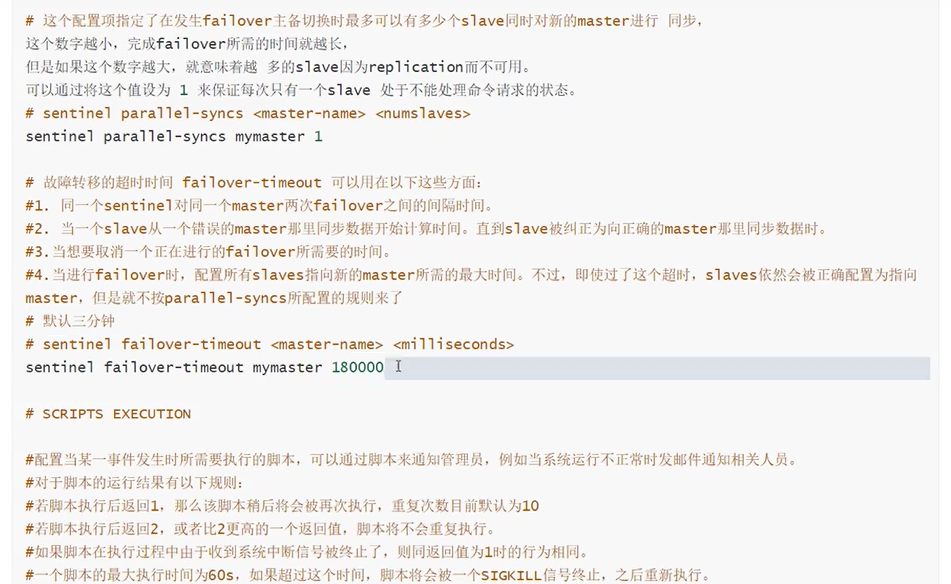 # 这个配置项指定了在发生failover主备切换时最多可以有多少个slave同时对新的master进行 同步，
这个数字越小，完成failover所需的时间就越长，
但是如果这个数字越大，就意味着越 多的slave因为replication而不可用。
可以通过将这个值设为 1 来保证每次只有一个slave 处于不能处理命令请求的状态。
# sentinel parallel-syncs <master-name> <numslaves>
sentinel parallel-syncs mymaster 1
# 故障转移的超时时间 failover-timeout 可以用在以下这些方面：
#1. 同一个sentinel对同一个master两次failover之间的间隔时间。
#2. 当一个slave从一个错误的master那里同步数据开始计算时间。直到slave被纠正为向正确的master那里同步数据时。
#3.当想要取消一个正在进行的failover所需要的时间。
#4.当进行failover时，配置所有slaves指向新的master所需的最大时间。不过，即使过了这个超时，slaves依然会被正确配置为指向
master，但是就不按parallel-syncs所配置的规则来了
# 默认三分钟
# sentinel failover-timeout <master-name> <milliseconds>
sentinel failover-timeout mymaster 180000
# SCRIPTS EXECUTION
#配置当某一事件发生时所需要执行的脚本，可以通过脚本来通知管理员，例如当系统运行不正常时发邮件通知相关人员。
#对于脚本的运行结果有以下规则：
#若脚本执行后返回1，那么该脚本稍后将会被再次执行，重复次数目前默认为10
#若脚本执行后返回2，或者比2更高的一个返回值，脚本将不会重复执行。
#如果脚本在执行过程中由于收到系统中断信号被终止了，则同返回值为1时的行为相同。
#一个脚本的最大执行时间为60s，如果超过这个时间，脚本将会被一个SIGKILL信号终止，之后重新执行。